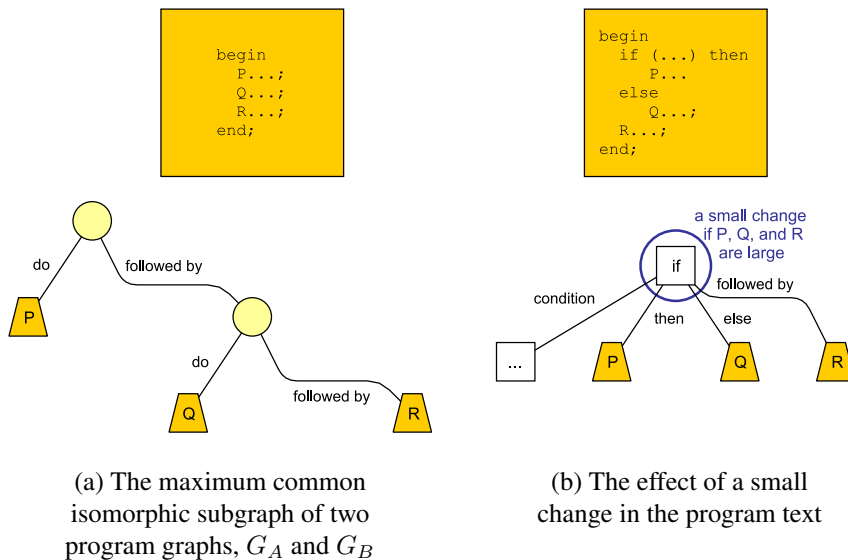 begin
P...;
Q...;
R...;
end;
do
followed by
P
do
followed by
Q
R
(a) The maximum common
isomorphic subgraph of two
program graphs, G_A and G_B
begin
if (...) then
P...
else
Q...;
R...;
end;
a small change
if P, Q, and R
are large
if
condition
followed by
then
else
...
P
Q
R
(b) The effect of a small
change in the program text